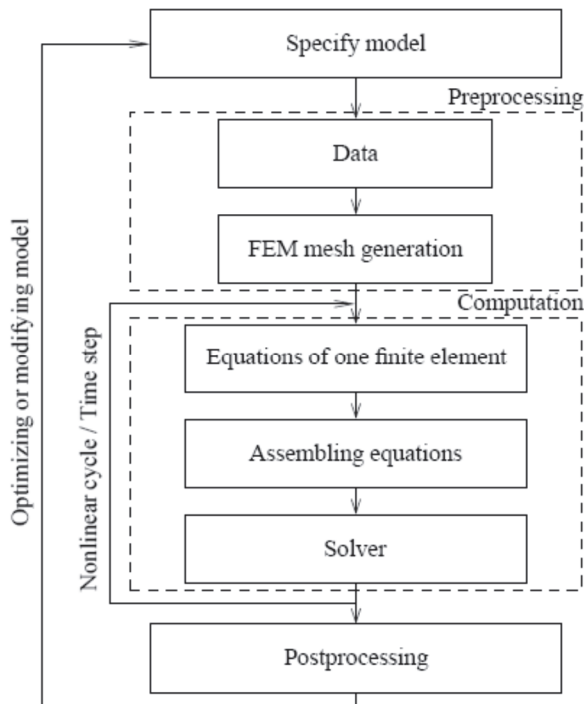 Specify model
Preprocessing
Data
FEM mesh generation
Computation
Equations of one finite element
Assembling equations
Solver
Postprocessing
Optimizing or modifying model
Nonlinear cycle / Time step